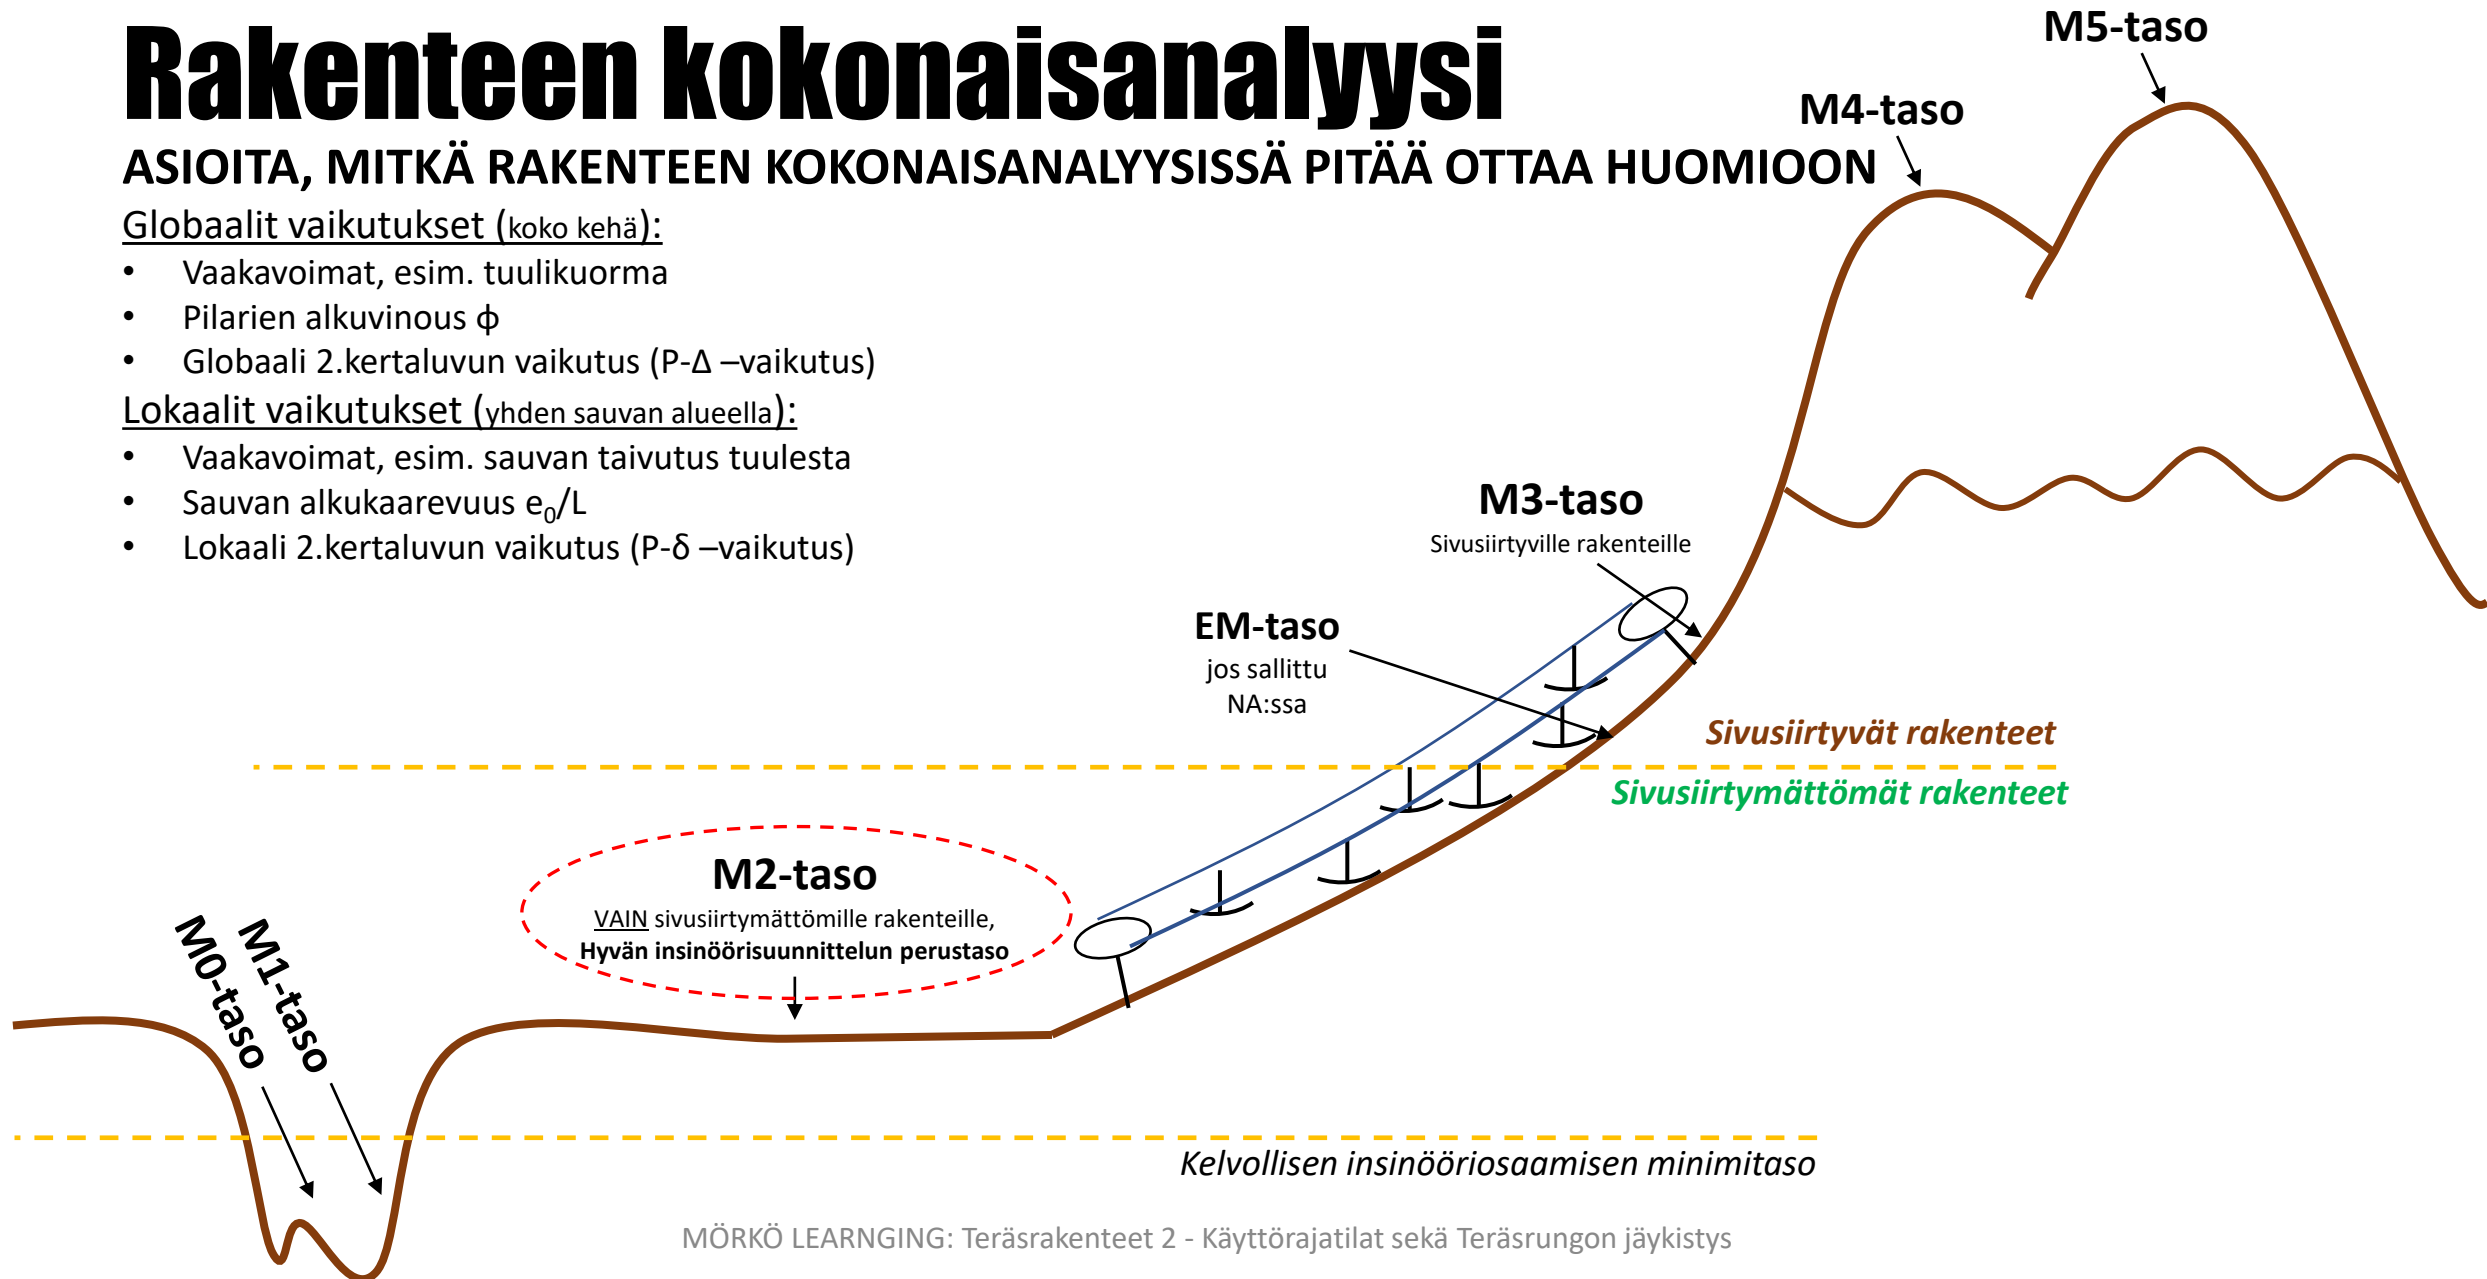 Rakenteen kokonaisanalyysi
ASIOITA, MITKÄ RAKENTEEN KOKONAISANALYYSISSÄ PITÄÄ OTTAA HUOMIOON
Globaalit vaikutukset (koko kehä):
• Vaakavoimat, esim. tuulikuorma
• Pilarien alkuvinous ϕ
• Globaali 2.kertaluvun vaikutus (P-Δ –vaikutus)
Lokaalit vaikutukset (yhden sauvan alueella):
• Vaakavoimat, esim. sauvan taivutus tuulesta
• Sauvan alkukaarevuus e₀/L
• Lokaali 2.kertaluvun vaikutus (P-δ –vaikutus)
M5-taso
M4-taso
M3-taso
Sivusiirtyville rakenteille
EM-taso
jos sallittu
NA:ssa
Sivusiirtyvät rakenteet
Sivusiirtymättömät rakenteet
M2-taso
VAIN sivusiirtymättömille rakenteille,
Hyvän insinöörisuunnittelun perustaso
M0-taso
M1-taso
Kelvollisen insinööriosaamisen minimitaso
MÖRKÖ LEARNGING: Teräsrakenteet 2 - Käyttörajatilat sekä Teräsrungon jäykistys